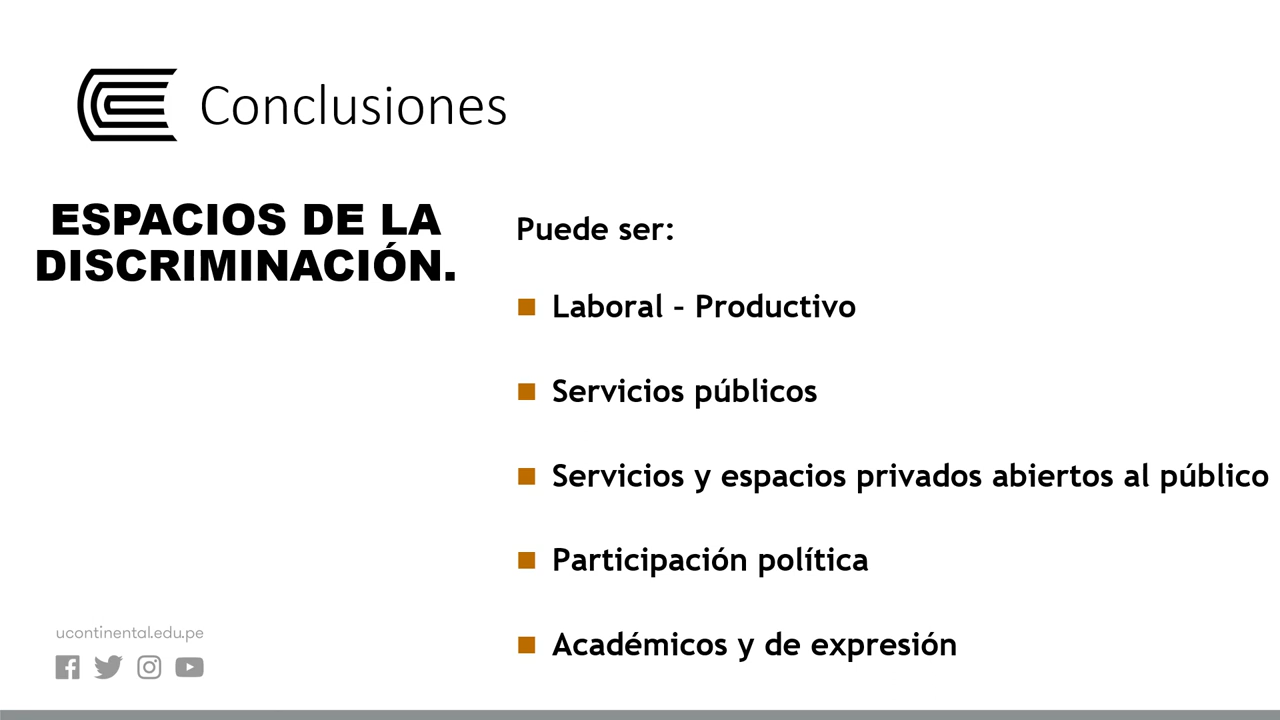 Conclusiones
ESPACIOS DE LA
DISCRIMINACIÓN.
Puede ser:
Laboral – Productivo
Servicios públicos
Servicios y espacios privados abiertos al público
Participación política
Académicos y de expresión
ucontinental.edu.pe